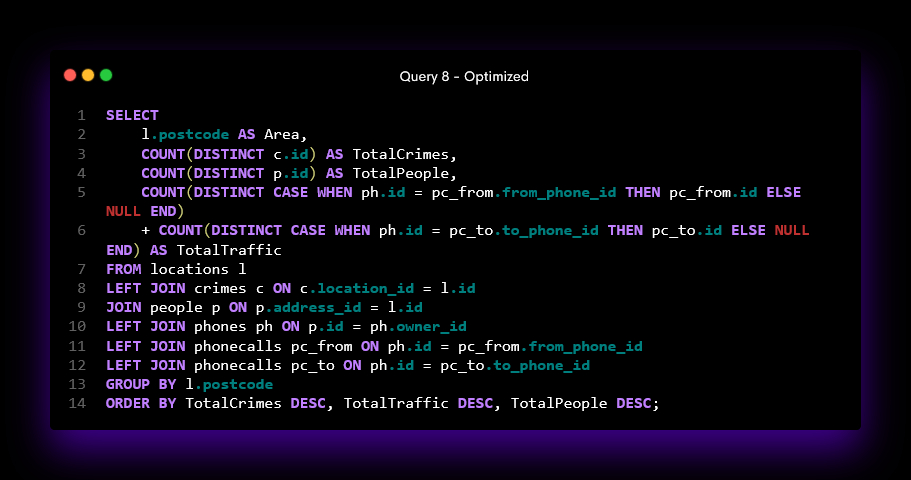 Query 8 - Optimized
1 SELECT
2 l.postcode AS Area,
3 COUNT(DISTINCT c.id) AS TotalCrimes,
4 COUNT(DISTINCT p.id) AS TotalPeople,
5 COUNT(DISTINCT CASE WHEN ph.id = pc_from.from_phone_id THEN pc_from.id ELSE
NULL END)
6 + COUNT(DISTINCT CASE WHEN ph.id = pc_to.to_phone_id THEN pc_to.id ELSE NULL
END) AS TotalTraffic
7 FROM locations l
8 LEFT JOIN crimes c ON c.location_id = l.id
9 JOIN people p ON p.address_id = l.id
10 LEFT JOIN phones ph ON p.id = ph.owner_id
11 LEFT JOIN phonecalls pc_from ON ph.id = pc_from.from_phone_id
12 LEFT JOIN phonecalls pc_to ON ph.id = pc_to.to_phone_id
13 GROUP BY l.postcode
14 ORDER BY TotalCrimes DESC, TotalTraffic DESC, TotalPeople DESC;